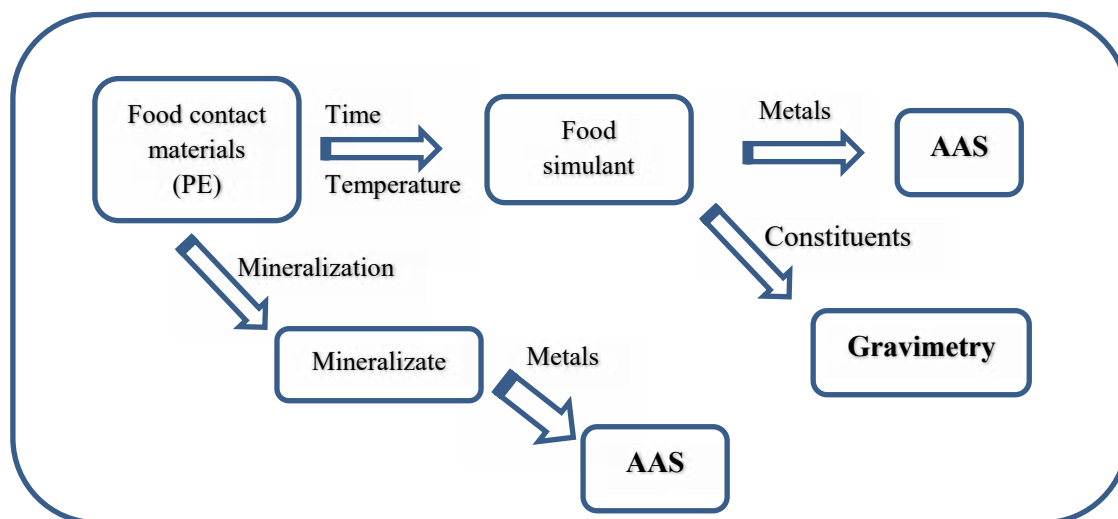 Food contact
materials
(PE)
Time
Temperature
Food
simulant
Metals
AAS
Constituents
Gravimetry
Mineralization
Mineralizate
Metals
AAS